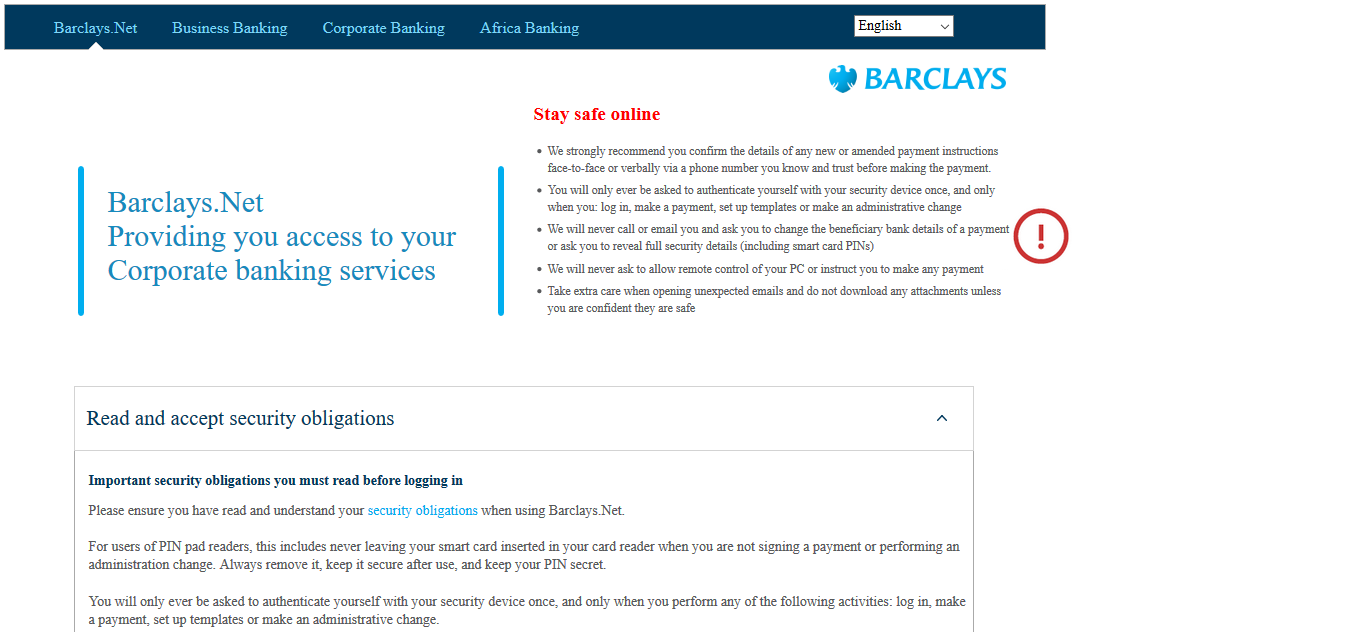 Barclays.Net Business Banking Corporate Banking Africa Banking English
BARCLAYS
Stay safe online
We strongly recommend you confirm the details of any new or amended payment instructions
face-to-face or verbally via a phone number you know and trust before making the payment.
You will only ever be asked to authenticate yourself with your security device once, and only
when you: log in, make a payment, set up templates or make an administrative change
We will never call or email you and ask you to change the beneficiary bank details of a payment
or ask you to reveal full security details (including smart card PINs)
We will never ask to allow remote control of your PC or instruct you to make any payment
Take extra care when opening unexpected emails and do not download any attachments unless
you are confident they are safe
Barclays.Net
Providing you access to your
Corporate banking services
Read and accept security obligations
Important security obligations you must read before logging in
Please ensure you have read and understand your security obligations when using Barclays.Net.
For users of PIN pad readers, this includes never leaving your smart card inserted in your card reader when you are not signing a payment or performing an
administration change. Always remove it, keep it secure after use, and keep your PIN secret.
You will only ever be asked to authenticate yourself with your security device once, and only when you perform any of the following activities: log in, make
a payment, set up templates or make an administrative change.